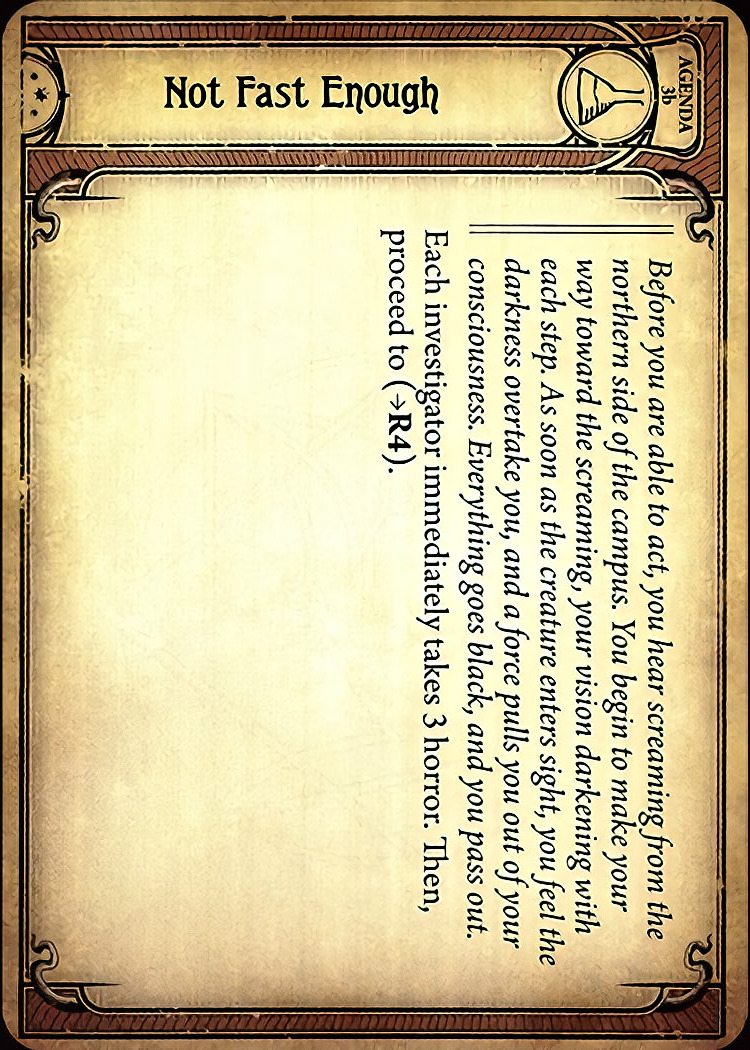 AGENDA
3b
Not Fast Enough
Before you are able to act, you hear screaming from the
northern side of the campus. You begin to make your
way toward the screaming, your vision darkening with
each step. As soon as the creature enters sight, you feel the
darkness overtake you, and a force pulls you out of your
consciousness. Everything goes black, and you pass out.
Each investigator immediately takes 3 horror. Then,
proceed to (→R4).